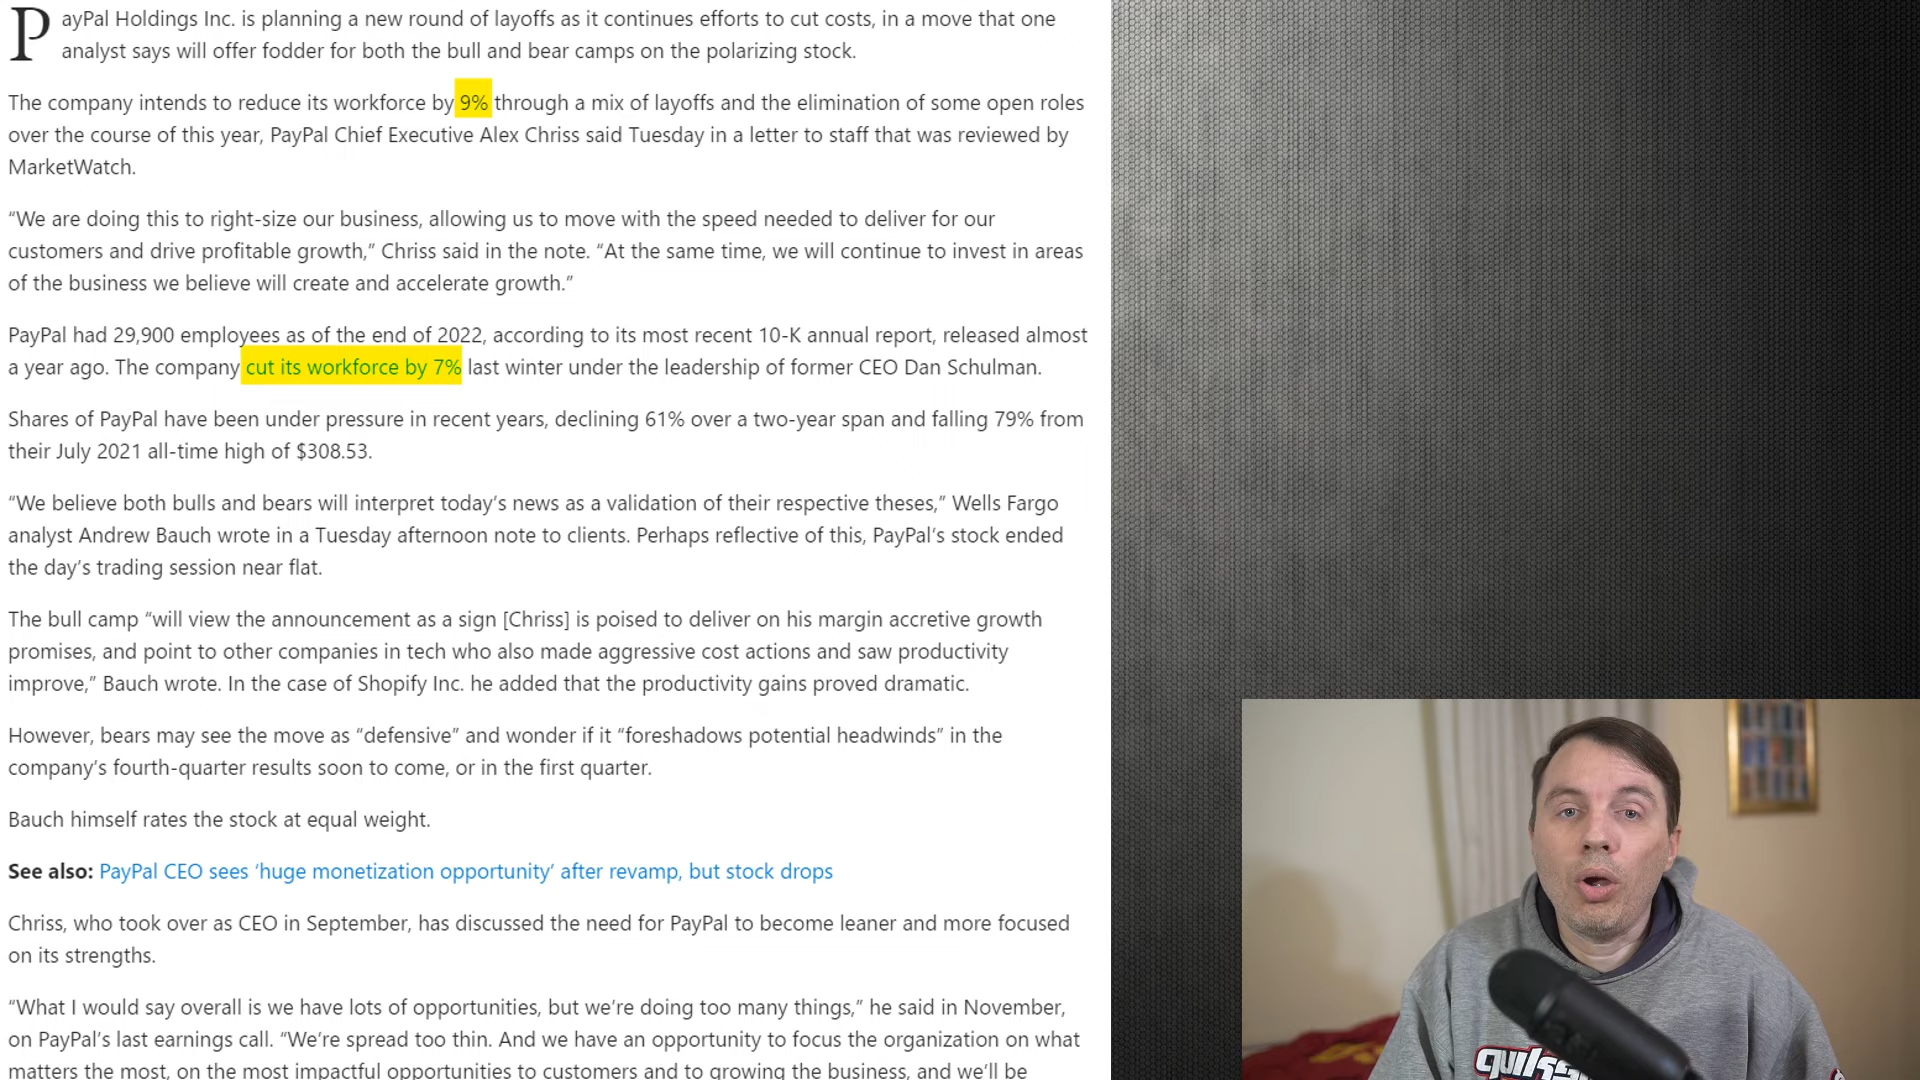 PayPal Holdings Inc. is planning a new round of layoffs as it continues efforts to cut costs, in a move that one
analyst says will offer fodder for both the bull and bear camps on the polarizing stock.
The company intends to reduce its workforce by 9% through a mix of layoffs and the elimination of some open roles
over the course of this year, PayPal Chief Executive Alex Chriss said Tuesday in a letter to staff that was reviewed by
MarketWatch.
“We are doing this to right-size our business, allowing us to move with the speed needed to deliver for our
customers and drive profitable growth,” Chriss said in the note. “At the same time, we will continue to invest in areas
of the business we believe will create and accelerate growth.”
PayPal had 29,900 employees as of the end of 2022, according to its most recent 10-K annual report, released almost
a year ago. The company cut its workforce by 7% last winter under the leadership of former CEO Dan Schulman.
Shares of PayPal have been under pressure in recent years, declining 61% over a two-year span and falling 79% from
their July 2021 all-time high of $308.53.
“We believe both bulls and bears will interpret today’s news as a validation of their respective theses,” Wells Fargo
analyst Andrew Bauch wrote in a Tuesday afternoon note to clients. Perhaps reflective of this, PayPal’s stock ended
the day’s trading session near flat.
The bull camp “will view the announcement as a sign [Chriss] is poised to deliver on his margin accretive growth
promises, and point to other companies in tech who also made aggressive cost actions and saw productivity
improve,” Bauch wrote. In the case of Shopify Inc. he added that the productivity gains proved dramatic.
However, bears may see the move as “defensive” and wonder if it “foreshadows potential headwinds” in the
company’s fourth-quarter results soon to come, or in the first quarter.
Bauch himself rates the stock at equal weight.
See also: PayPal CEO sees ‘huge monetization opportunity’ after revamp, but stock drops
Chriss, who took over as CEO in September, has discussed the need for PayPal to become leaner and more focused
on its strengths.
“What I would say overall is we have lots of opportunities, but we’re doing too many things,” he said in November,
on PayPal’s last earnings call. “We’re spread too thin. And we have an opportunity to focus the organization on what
matters the most, on the most impactful opportunities to customers and to growing the business, and we’ll be